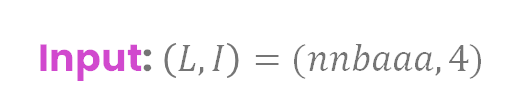 Input: (L, I) = (nnbaaa, 4)